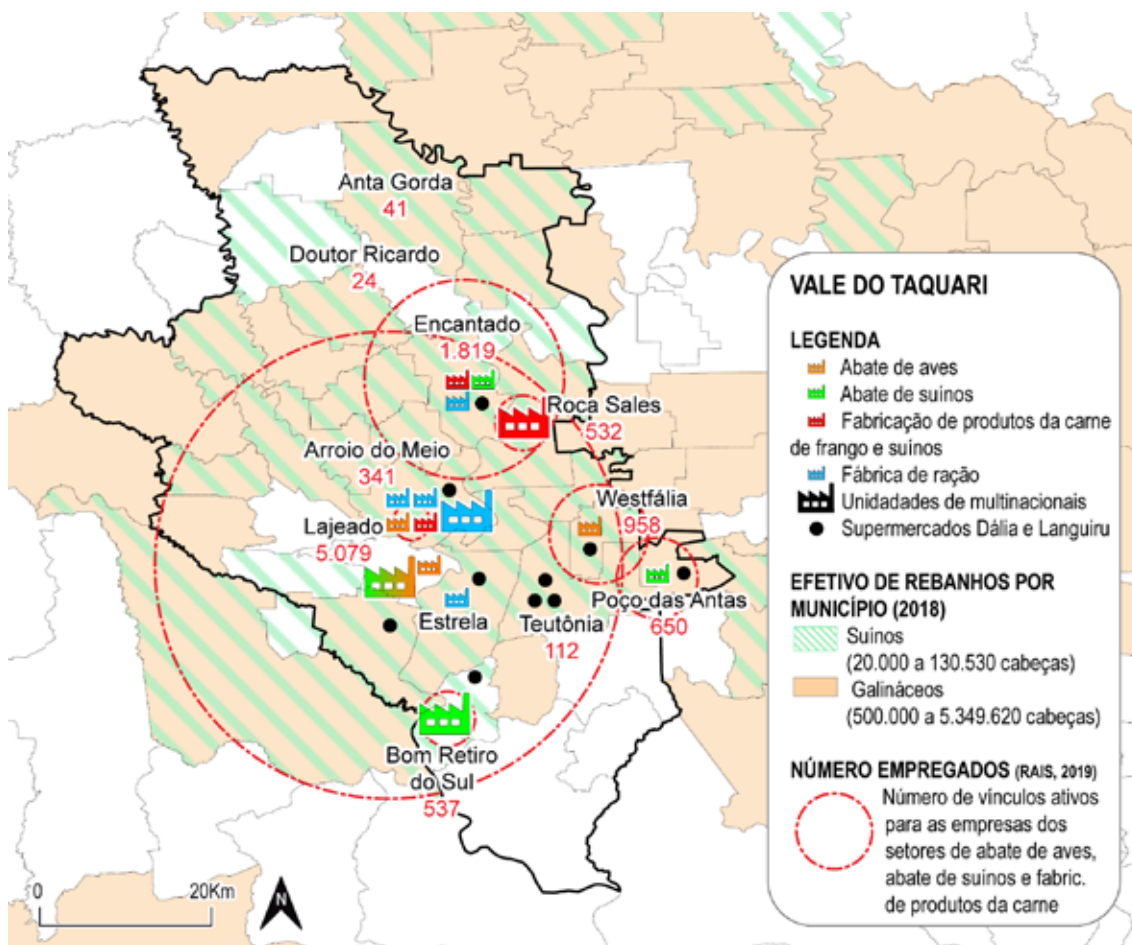 Anta Gorda
41
Doutor Ricardo
24
Encantado
1.819
Roca Sales
532
Arroio do Meio
341
Westfália
958
Lajeado
5.079
Estrela
Teutônia
112
Poço das Antas
650
Bom Retiro
do Sul
537
0 20Km
N
VALE DO TAQUARI
LEGENDA
Abate de aves
Abate de suínos
Fabricação de produtos da carne
de frango e suínos
Fábrica de ração
Unidadades de multinacionais
Supermercados Dália e Languiru
EFETIVO DE REBANHOS POR
MUNICÍPIO (2018)
Suínos
(20.000 a 130.530 cabeças)
Galináceos
(500.000 a 5.349.620 cabeças)
NÚMERO EMPREGADOS (RAIS, 2019)
Número de vínculos ativos
para as empresas dos
setores de abate de aves,
abate de suínos e fabric.
de produtos da carne